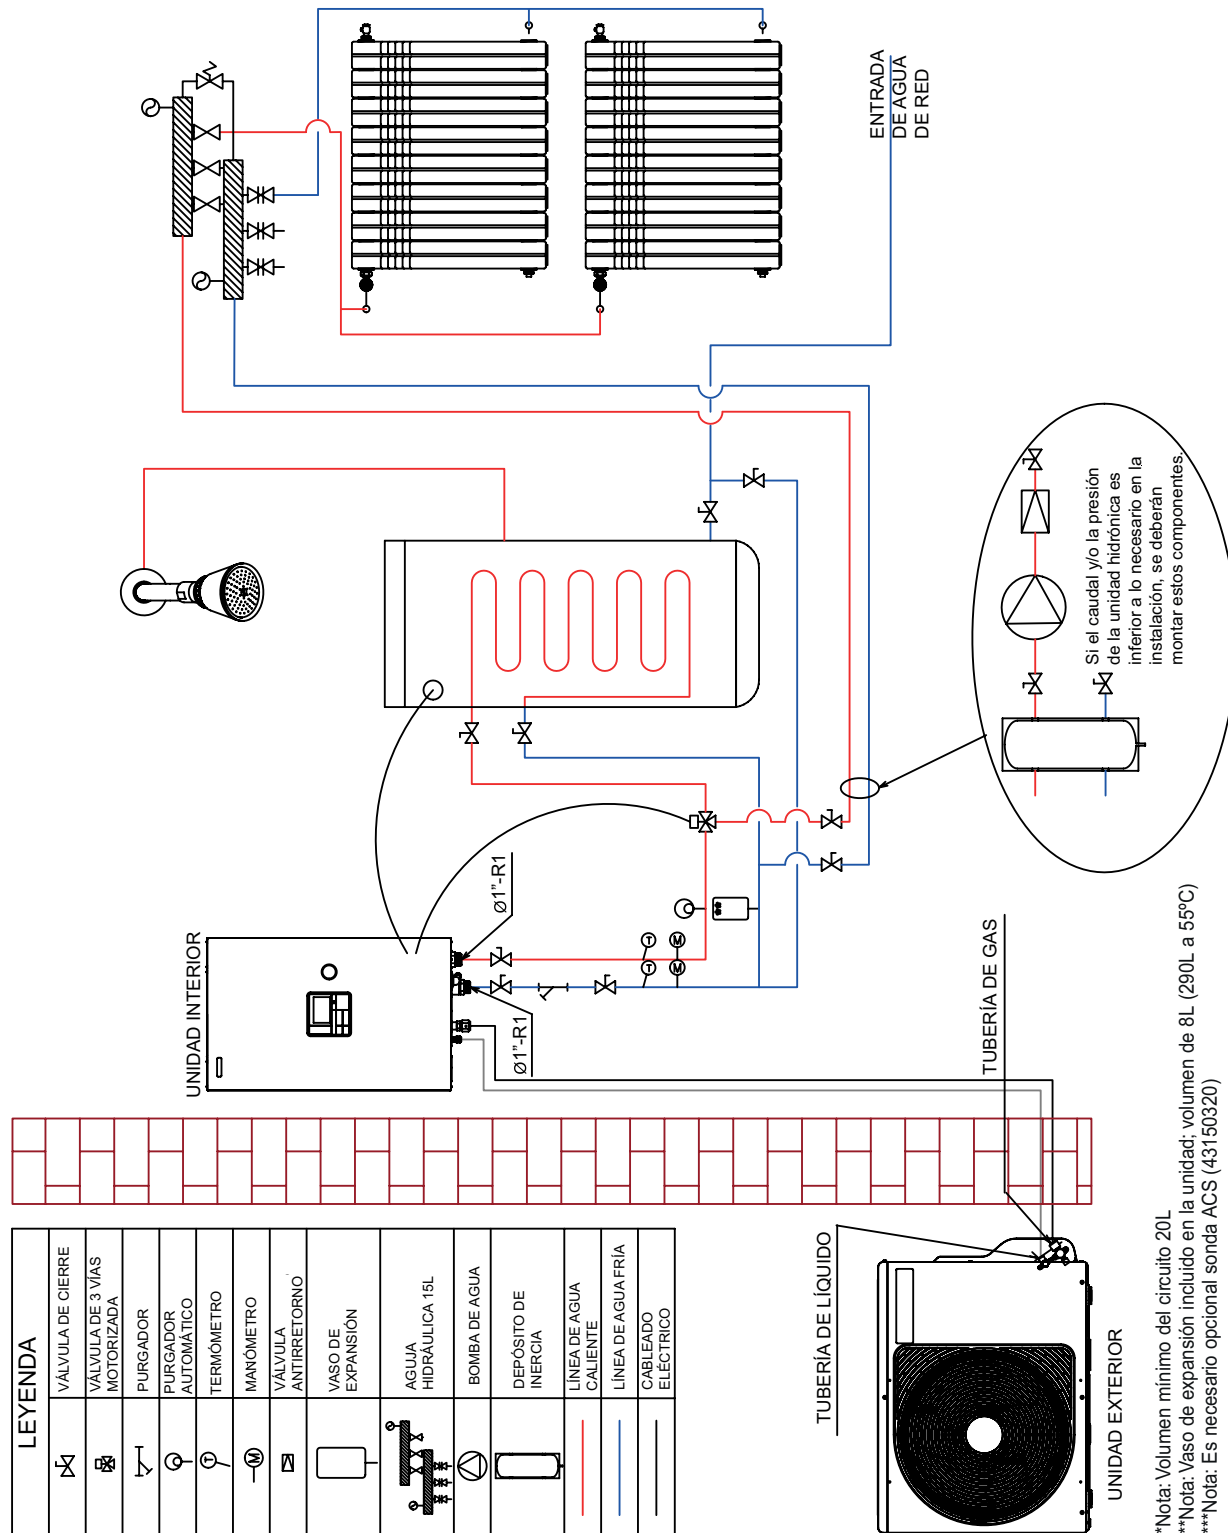 LEYENDA
VÁLVULA DE CIERRE
VÁLVULA DE 3 VÍAS
MOTORIZADA
PURGADOR
PURGADOR
AUTOMÁTICO
T
TERMÓMETRO
M
MANÓMETRO
VÁLVULA
ANTIRRETORNO
VASO DE
EXPANSIÓN
AGUJA
HIDRÁULICA 15L
BOMBA DE AGUA
DEPÓSITO DE
INERCIA
LÍNEA DE AGUA
CALIENTE
LÍNEA DE AGUA FRÍA
CABLEADO
ELÉCTRICO
UNIDAD INTERIOR
Ø1"-R1
Ø1"-R1
T
T
M
M
ENTRADA
DE AGUA
DE RED
Si el caudal y/o la presión
de la unidad hidrónica es
inferior a lo necesario en la
instalación, se deberán
montar estos componentes.
TUBERÍA DE LÍQUIDO
TUBERÍA DE GAS
UNIDAD EXTERIOR
*Nota: Volumen mínimo del circuito 20L
**Nota: Vaso de expansión incluido en la unidad; volumen de 8L (290L a 55ºC)
***Nota: Es necesario opcional sonda ACS (43150320)